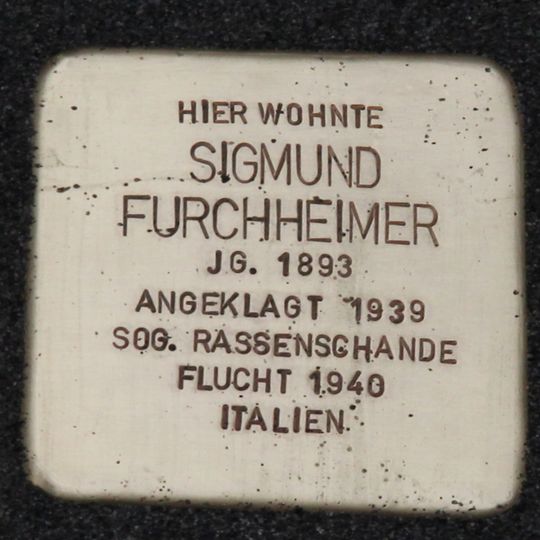 HIER WOHNTE
SIGMUND
FURCHHEIMER
JG. 1893
ANGEKLAGT 1939
SOG. RASSENSCHANDE
FLUCHT 1940
ITALIEN